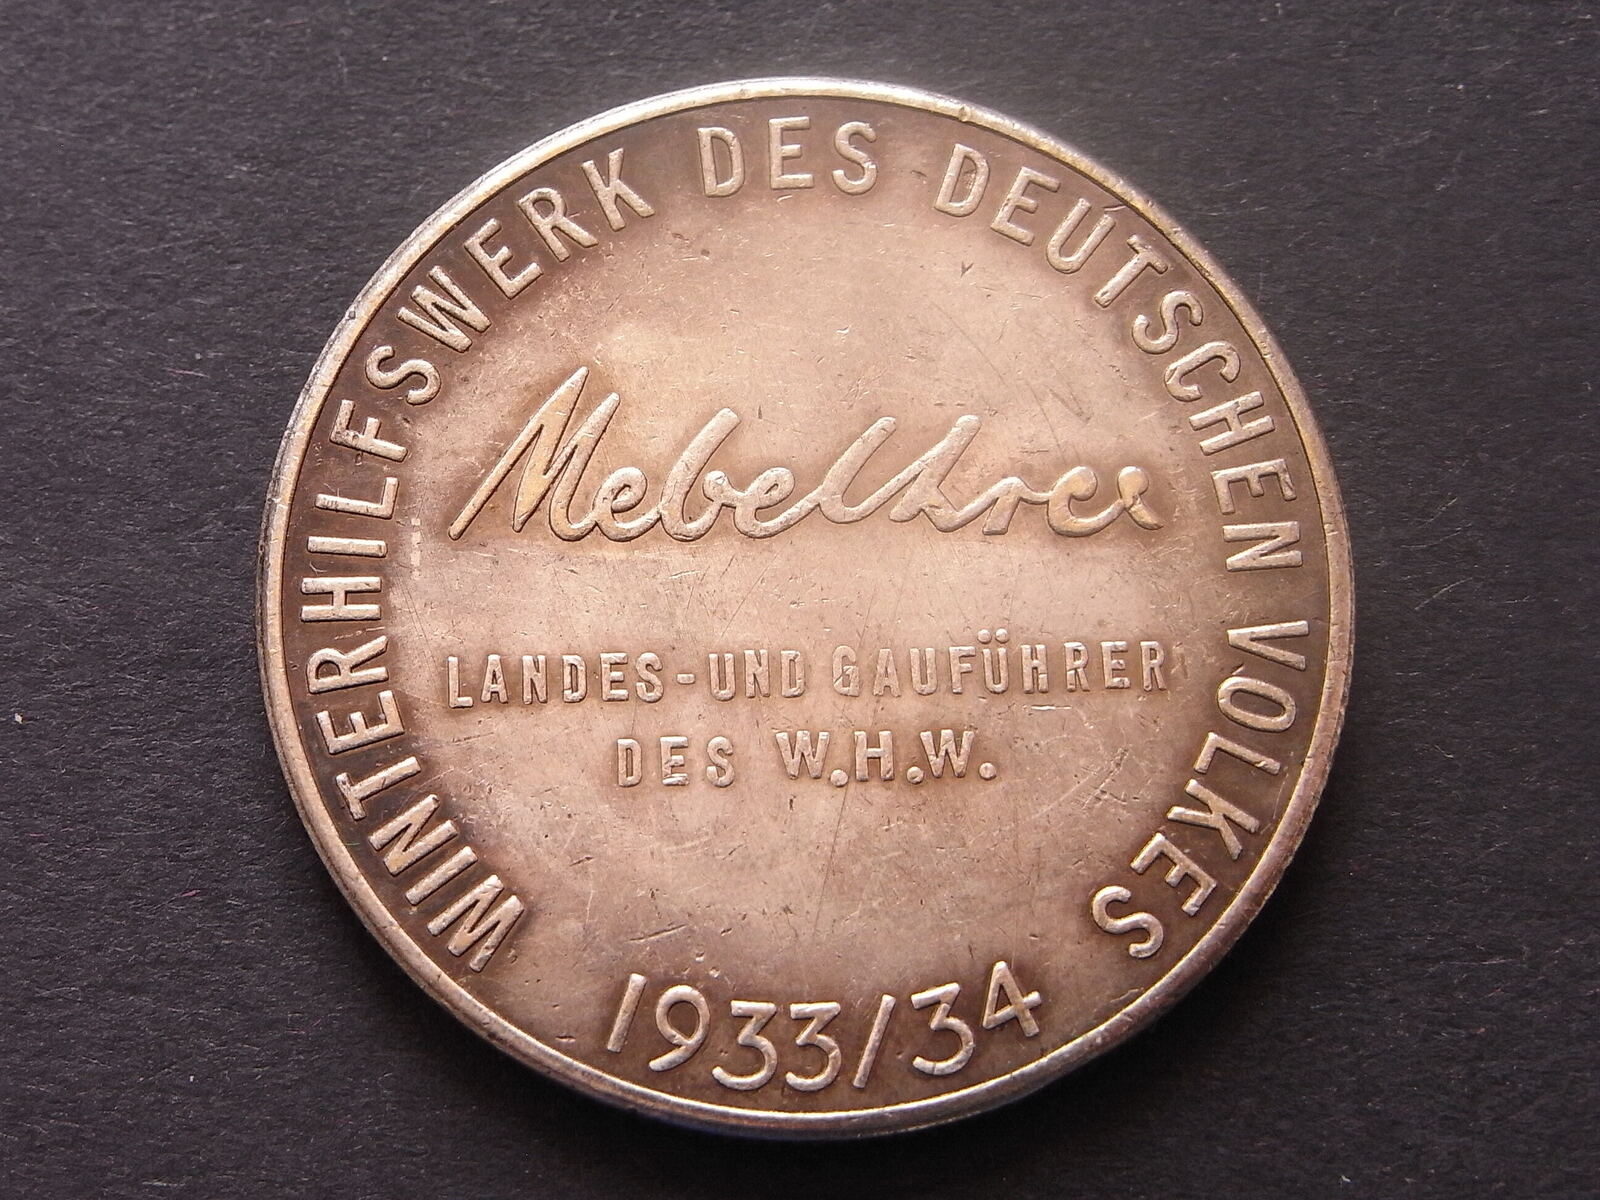 WINTERHILFSWERK DES DEUTSCHEN VOLKES
LANDES-UND GAUFÜHRER
DES W.H.W.
1933/34